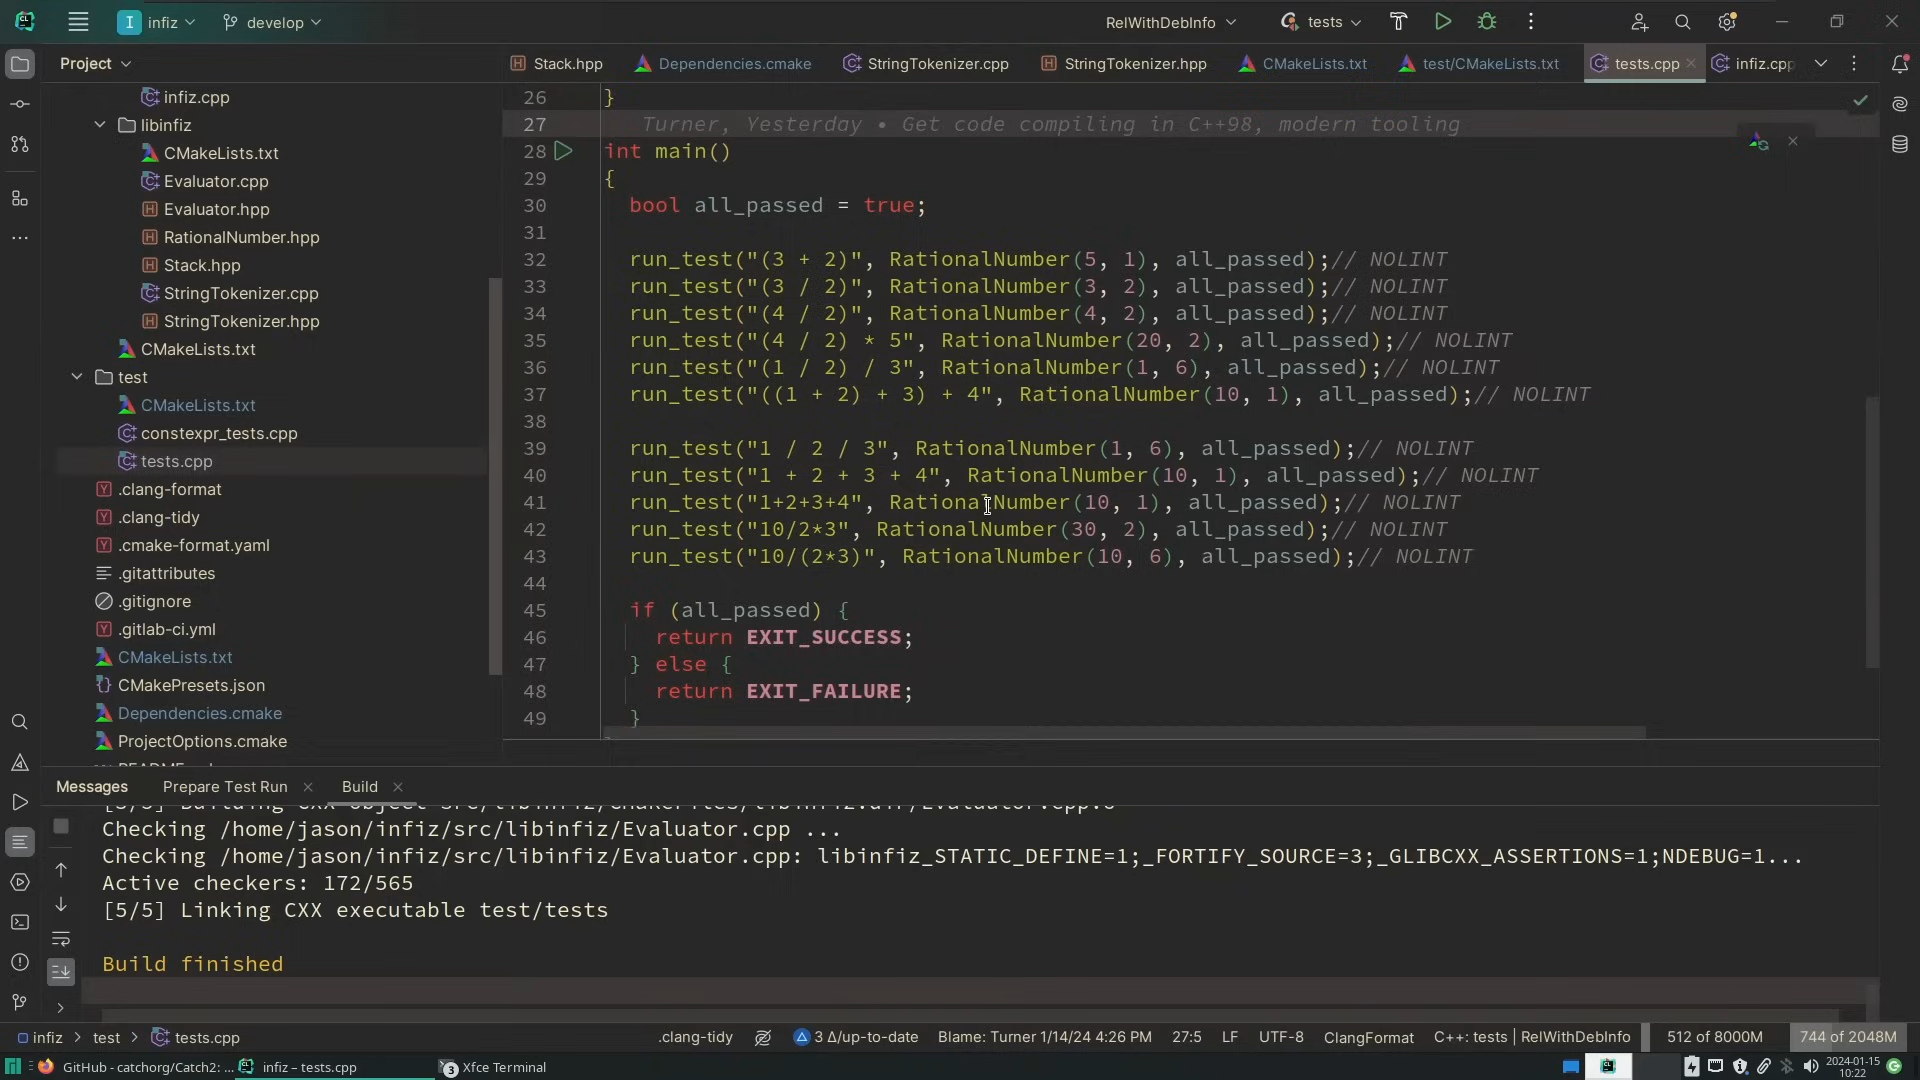 infiz
develop
RelWithDebInfo
tests
Project
Stack.hpp
Dependencies.cmake
StringTokenizer.cpp
StringTokenizer.hpp
CMakeLists.txt
test/CMakeLists.txt
tests.cpp
infiz.cpp
infiz.cpp
libinfiz
CMakeLists.txt
Evaluator.cpp
Evaluator.hpp
RationalNumber.hpp
Stack.hpp
StringTokenizer.cpp
StringTokenizer.hpp
CMakeLists.txt
test
CMakeLists.txt
constexpr_tests.cpp
tests.cpp
.clang-format
.clang-tidy
.cmake-format.yaml
.gitattributes
.gitignore
.gitlab-ci.yml
CMakeLists.txt
CMakePresets.json
Dependencies.cmake
ProjectOptions.cmake
26 }
27 Turner, Yesterday • Get code compiling in C++98, modern tooling
28 int main()
29 {
30 bool all_passed = true;
31
32 run_test("(3 + 2)", RationalNumber(5, 1), all_passed);// NOLINT
33 run_test("(3 / 2)", RationalNumber(3, 2), all_passed);// NOLINT
34 run_test("(4 / 2)", RationalNumber(4, 2), all_passed);// NOLINT
35 run_test("(4 / 2) * 5", RationalNumber(20, 2), all_passed);// NOLINT
36 run_test("(1 / 2) / 3", RationalNumber(1, 6), all_passed);// NOLINT
37 run_test("((1 + 2) + 3) + 4", RationalNumber(10, 1), all_passed);// NOLINT
38
39 run_test("1 / 2 / 3", RationalNumber(1, 6), all_passed);// NOLINT
40 run_test("1 + 2 + 3 + 4", RationalNumber(10, 1), all_passed);// NOLINT
41 run_test("1+2+3+4", RationalNumber(10, 1), all_passed);// NOLINT
42 run_test("10/2*3", RationalNumber(30, 2), all_passed);// NOLINT
43 run_test("10/(2*3)", RationalNumber(10, 6), all_passed);// NOLINT
44
45 if (all_passed) {
46 return EXIT_SUCCESS;
47 } else {
48 return EXIT_FAILURE;
49 }
Messages
Prepare Test Run
Build
Checking /home/jason/infiz/src/libinfiz/Evaluator.cpp ...
Checking /home/jason/infiz/src/libinfiz/Evaluator.cpp: libinfiz_STATIC_DEFINE=1;_FORTIFY_SOURCE=3;_GLIBCXX_ASSERTIONS=1;NDEBUG=1...
Active checkers: 172/565
[5/5] Linking CXX executable test/tests
Build finished
infiz > test > tests.cpp
.clang-tidy
3 Δ/up-to-date
Blame: Turner 1/14/24 4:26 PM
27:5
LF
UTF-8
ClangFormat
C++: tests | RelWithDebInfo
512 of 8000M
744 of 2048M
GitHub - catchorg/Catch2: ...
infiz – tests.cpp
3
Xfce Terminal
2024-01-15
10:22